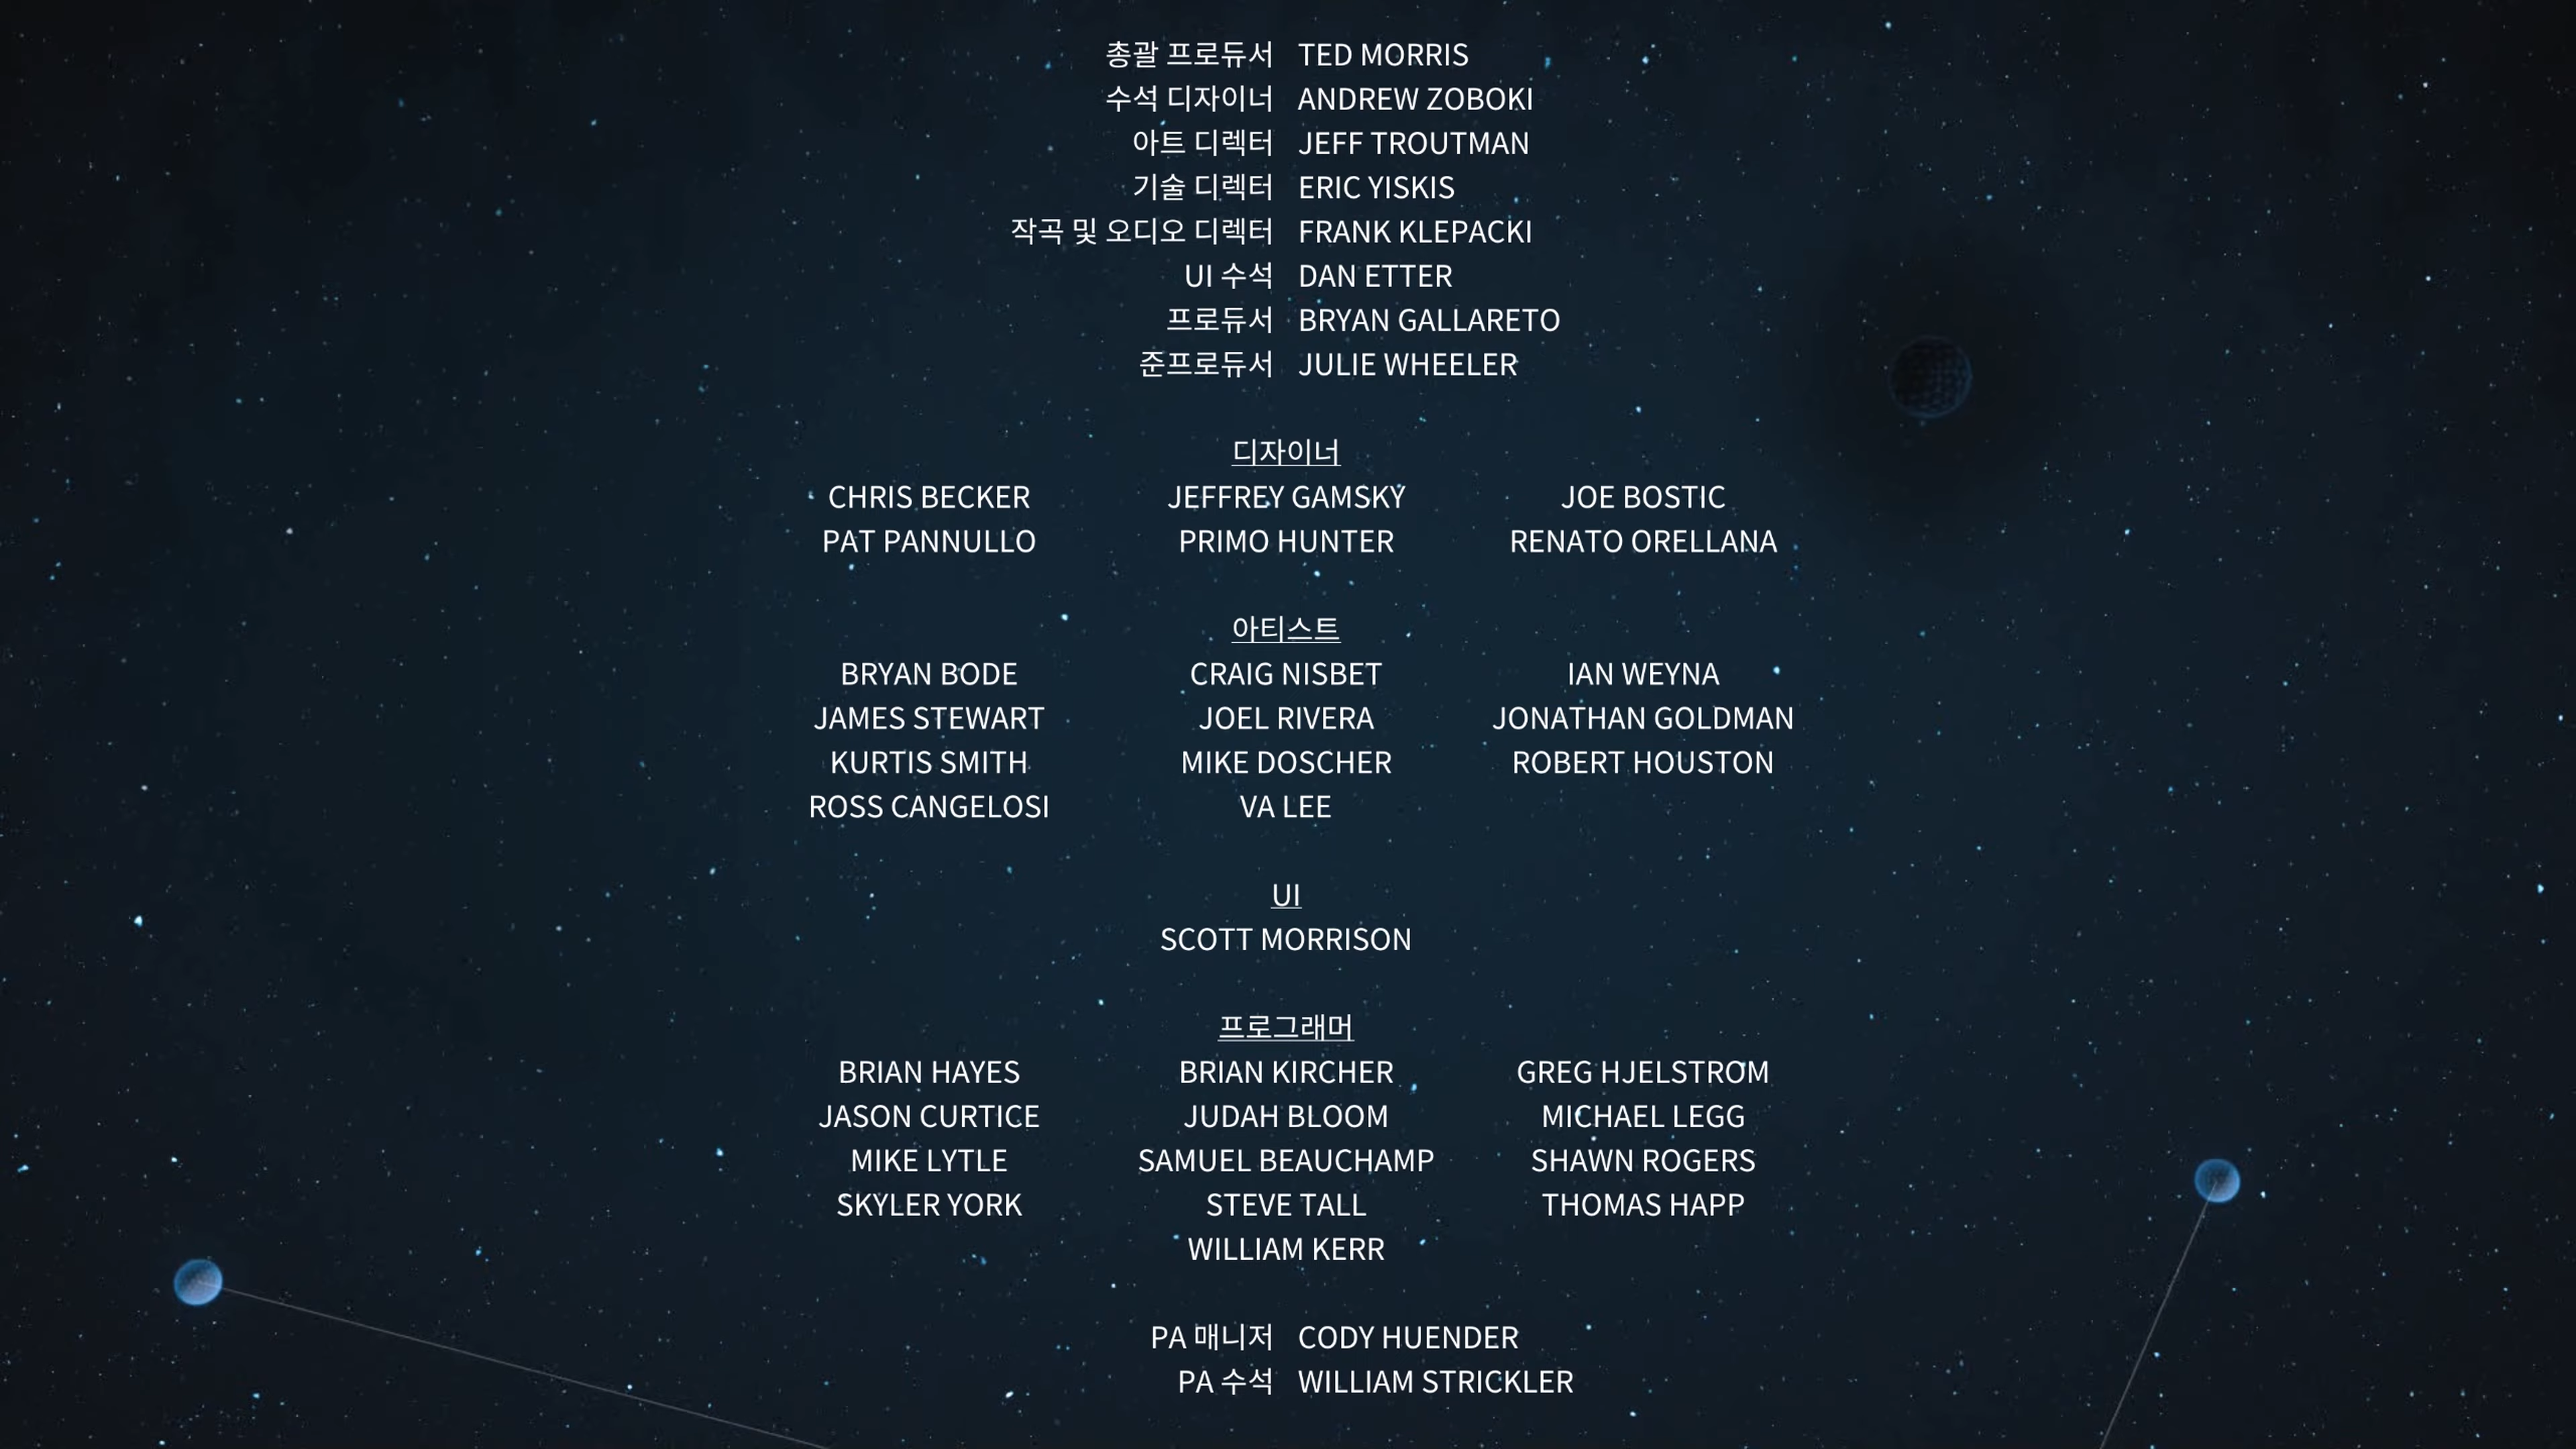 총괄 프로듀서 TED MORRIS
수석 디자이너 ANDREW ZOBOKI
아트 디렉터 JEFF TROUTMAN
기술 디렉터 ERIC YISKIS
작곡 및 오디오 디렉터 FRANK KLEPACKI
UI 수석 DAN ETTER
프로듀서 BRYAN GALLARETO
준프로듀서 JULIE WHEELER
디자이너
CHRIS BECKER JEFFREY GAMSKY JOE BOSTIC
PAT PANNULLO PRIMO HUNTER RENATO ORELLANA
아티스트
BRYAN BODE CRAIG NISBET IAN WEYNA
JAMES STEWART JOEL RIVERA JONATHAN GOLDMAN
KURTIS SMITH MIKE DOSCHER ROBERT HOUSTON
ROSS CANGELOSI VA LEE
UI
SCOTT MORRISON
프로그래머
BRIAN HAYES BRIAN KIRCHER GREG HJELSTROM
JASON CURTICE JUDAH BLOOM MICHAEL LEGG
MIKE LYTLE SAMUEL BEAUCHAMP SHAWN ROGERS
SKYLER YORK STEVE TALL THOMAS HAPP
WILLIAM KERR
PA 매니저 CODY HUENDER
PA 수석 WILLIAM STRICKLER